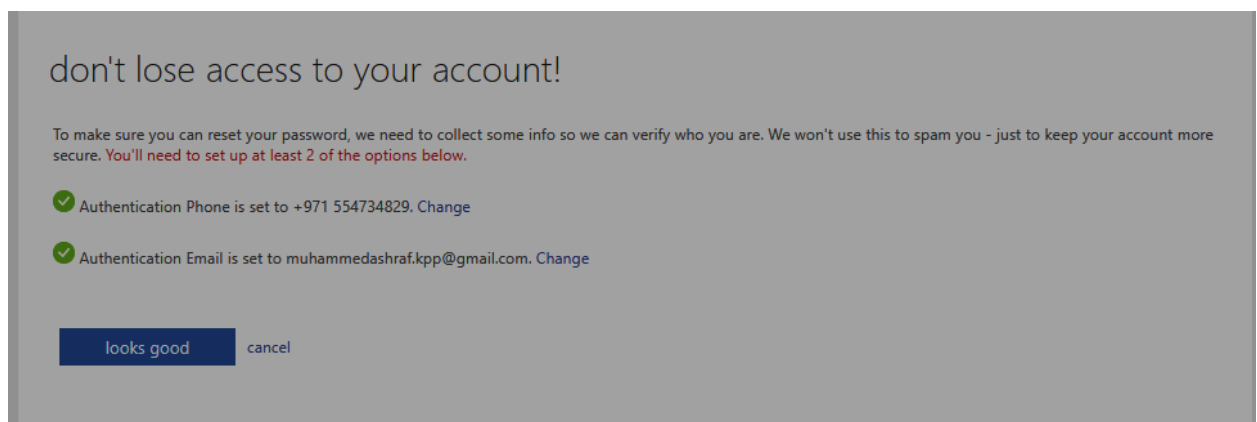 don't lose access to your account!
To make sure you can reset your password, we need to collect some info so we can verify who you are. We won't use this to spam you - just to keep your account more
secure. You'll need to set up at least 2 of the options below.
Authentication Phone is set to +971 554734829. Change
Authentication Email is set to muhammedashraf.kpp@gmail.com. Change
looks good cancel